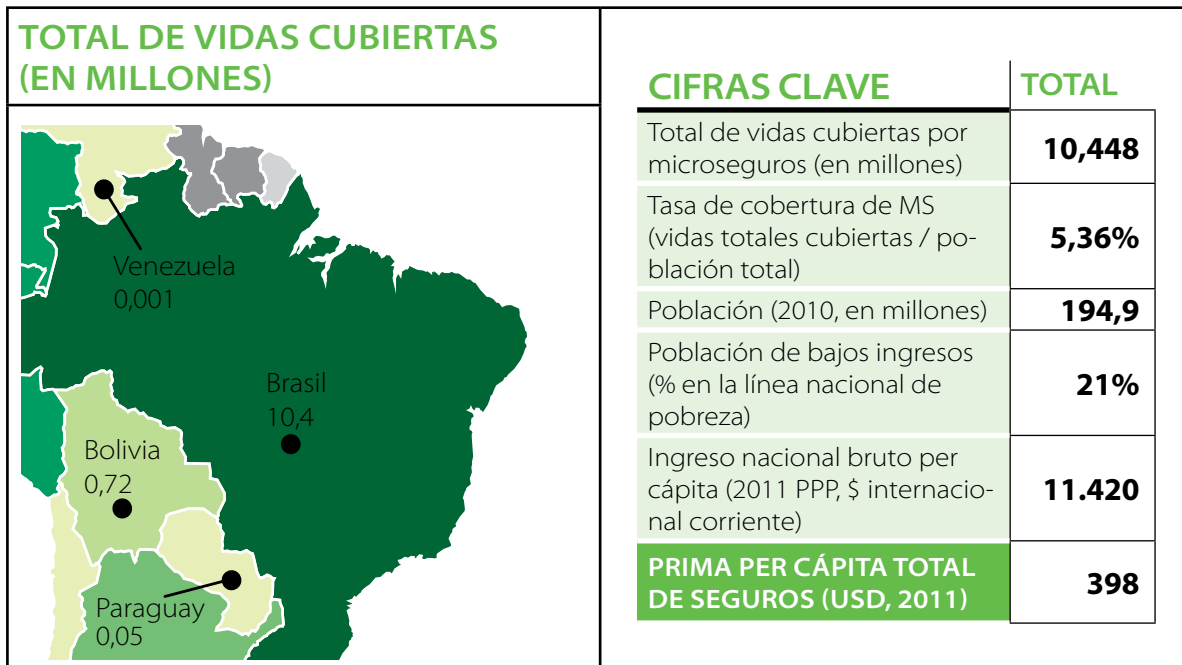 TOTAL DE VIDAS CUBIERTAS
(EN MILLONES)
Venezuela
0,001
Brasil
10,4
Bolivia
0,72
Paraguay
0,05
CIFRAS CLAVE TOTAL
Total de vidas cubiertas por
microseguros (en millones)
10,448
Tasa de cobertura de MS
(vidas totales cubiertas / po-
blación total)
5,36%
Población (2010, en millones)
194,9
Población de bajos ingresos
(% en la línea nacional de
pobreza)
21%
Ingreso nacional bruto per
cápita (2011 PPP, $ internacio-
nal corriente)
11.420
PRIMA PER CÁPITA TOTAL
DE SEGUROS (USD, 2011)
398